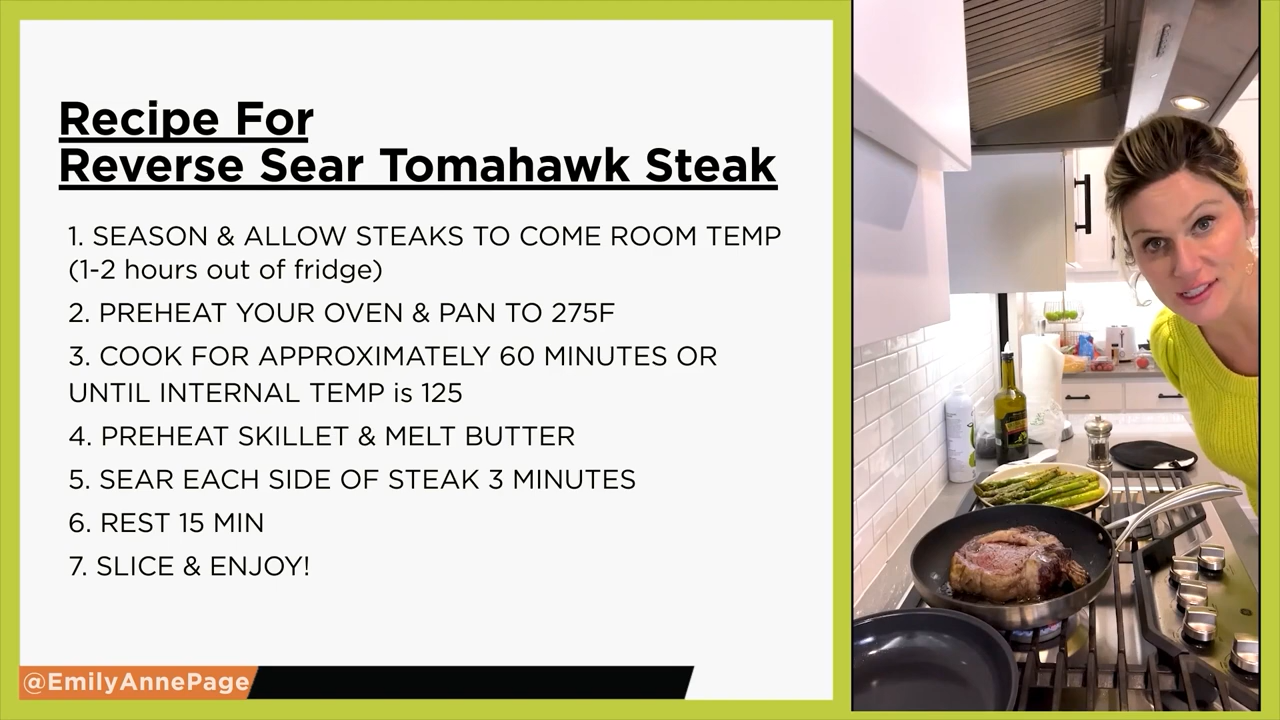 Recipe For
Reverse Sear Tomahawk Steak
1. SEASON & ALLOW STEAKS TO COME ROOM TEMP
(1-2 hours out of fridge)
2. PREHEAT YOUR OVEN & PAN TO 275F
3. COOK FOR APPROXIMATELY 60 MINUTES OR
UNTIL INTERNAL TEMP is 125
4. PREHEAT SKILLET & MELT BUTTER
5. SEAR EACH SIDE OF STEAK 3 MINUTES
6. REST 15 MIN
7. SLICE & ENJOY!
@EmilyAnnePage